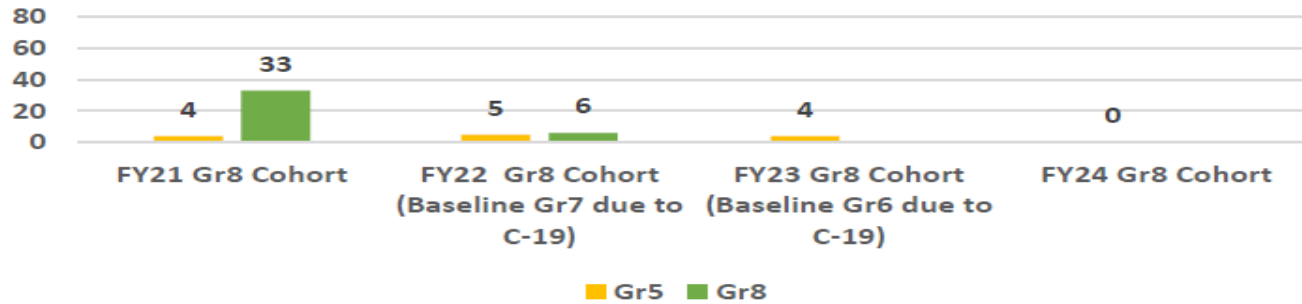 80
60
40
20
0
4
33
5
6
4
0
FY21 Gr8 Cohort
FY22 Gr8 Cohort
(Baseline Gr7 due to
C-19)
FY23 Gr8 Cohort
(Baseline Gr6 due to
C-19)
FY24 Gr8 Cohort
Gr5 Gr8